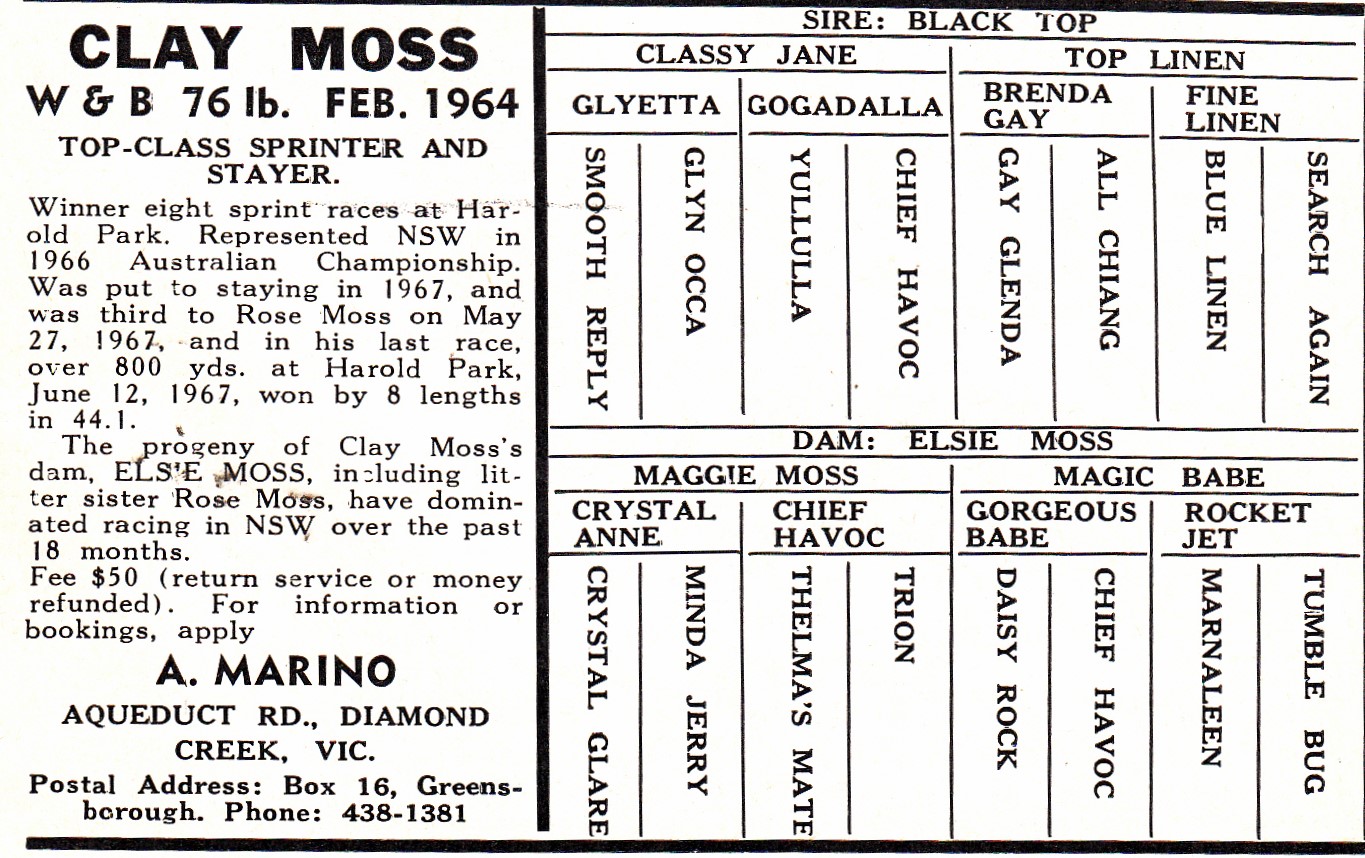 CLAY MOSS
W & B 76 lb. FEB. 1964
TOP-CLASS SPRINTER AND
STAYER.
Winner eight sprint races at Har-
old Park. Represented NSW in
1966 Australian Championship.
Was put to staying in 1967, and
was third to Rose Moss on May
27, 1967, and in his last race,
over 800 yds. at Harold Park,
June 12, 1967, won by 8 lengths
in 44.1.
The progeny of Clay Moss's
dam, ELSIE MOSS, including lit-
ter sister Rose Moss, have domin-
ated racing in NSW over the past
18 months.
Fee $50 (return service or money
refunded). For information or
bookings, apply
A. MARINO
AQUEDUCT RD., DIAMOND
CREEK, VIC.
Postal Address: Box 16, Greens-
borough. Phone: 438-1381
SIRE: BLACK TOP
CLASSY JANE
TOP LINEN
GLYETTA
GOGADALLA
BRENDA
GAY
FINE
LINEN
SMOOTH REPLY
GLYN OCCA
YULLULLA
CHIEF HAVOC
GAY GLENDA
ALL CHIANG
BLUE LINEN
SEARCH AGAIN
DAM: ELSIE MOSS
MAGGIE MOSS
MAGIC BABE
CRYSTAL
ANNE
CHIEF
HAVOC
GORGEOUS
BABE
ROCKET
JET
CRYSTAL GLARE
MINDA JERRY
THELMA'S MATE
TRION
DAISY ROCK
CHIEF HAVOC
MARNALEEN
TUMBLE BUG